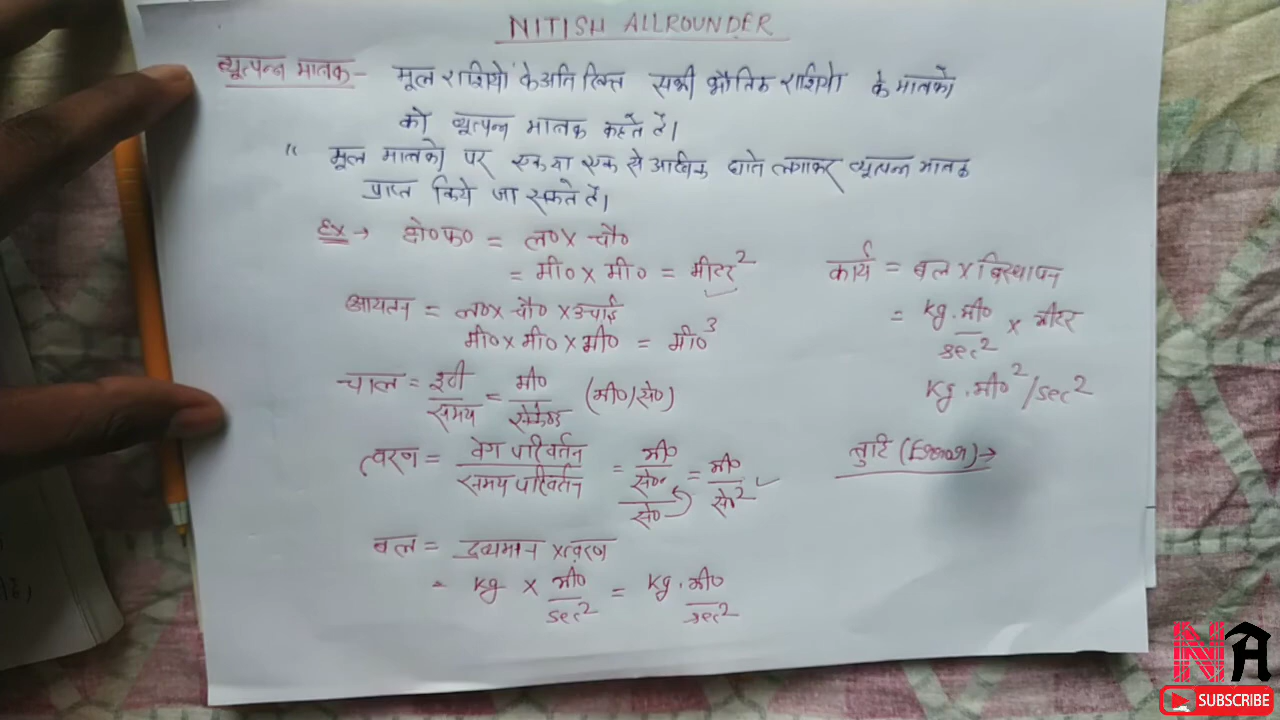 NITISH ALLROUNDER
व्यूत्पन्न मात्रक – मूल राशियों के अतिरिक्त सभी भौतिक राशियों के मात्रकों
को व्यूत्पन्न मात्रक कहते हैं।
" मूल मात्रकों पर एक या एक से अधिक घाते लगाकर व्यूत्पन्न मात्रक
प्राप्त किये जा सकते हैं।
Ex → क्षे०फ० = ल० x चौ०
= मी० x मी० = मीटर²
आयतन = ल० x चौ० x उचाई
मी० x मी० x मी० = मी०³
चाल = दूरी/समय = मी०/सेकेण्ड (मी०/से०)
त्वरण = वेग परिवर्तन/समय परिवर्तन = मी०/से०/से० = मी०/से०²
बल = द्रव्यमान x त्वरण
= kg x मी०/sec² = kg.मी०/sec²
कार्य = बल x विस्थापन
= kg.मी०/sec² x मीटर
kg.मी०²/sec²
त्रुटि (Error) →
NA
SUBSCRIBE